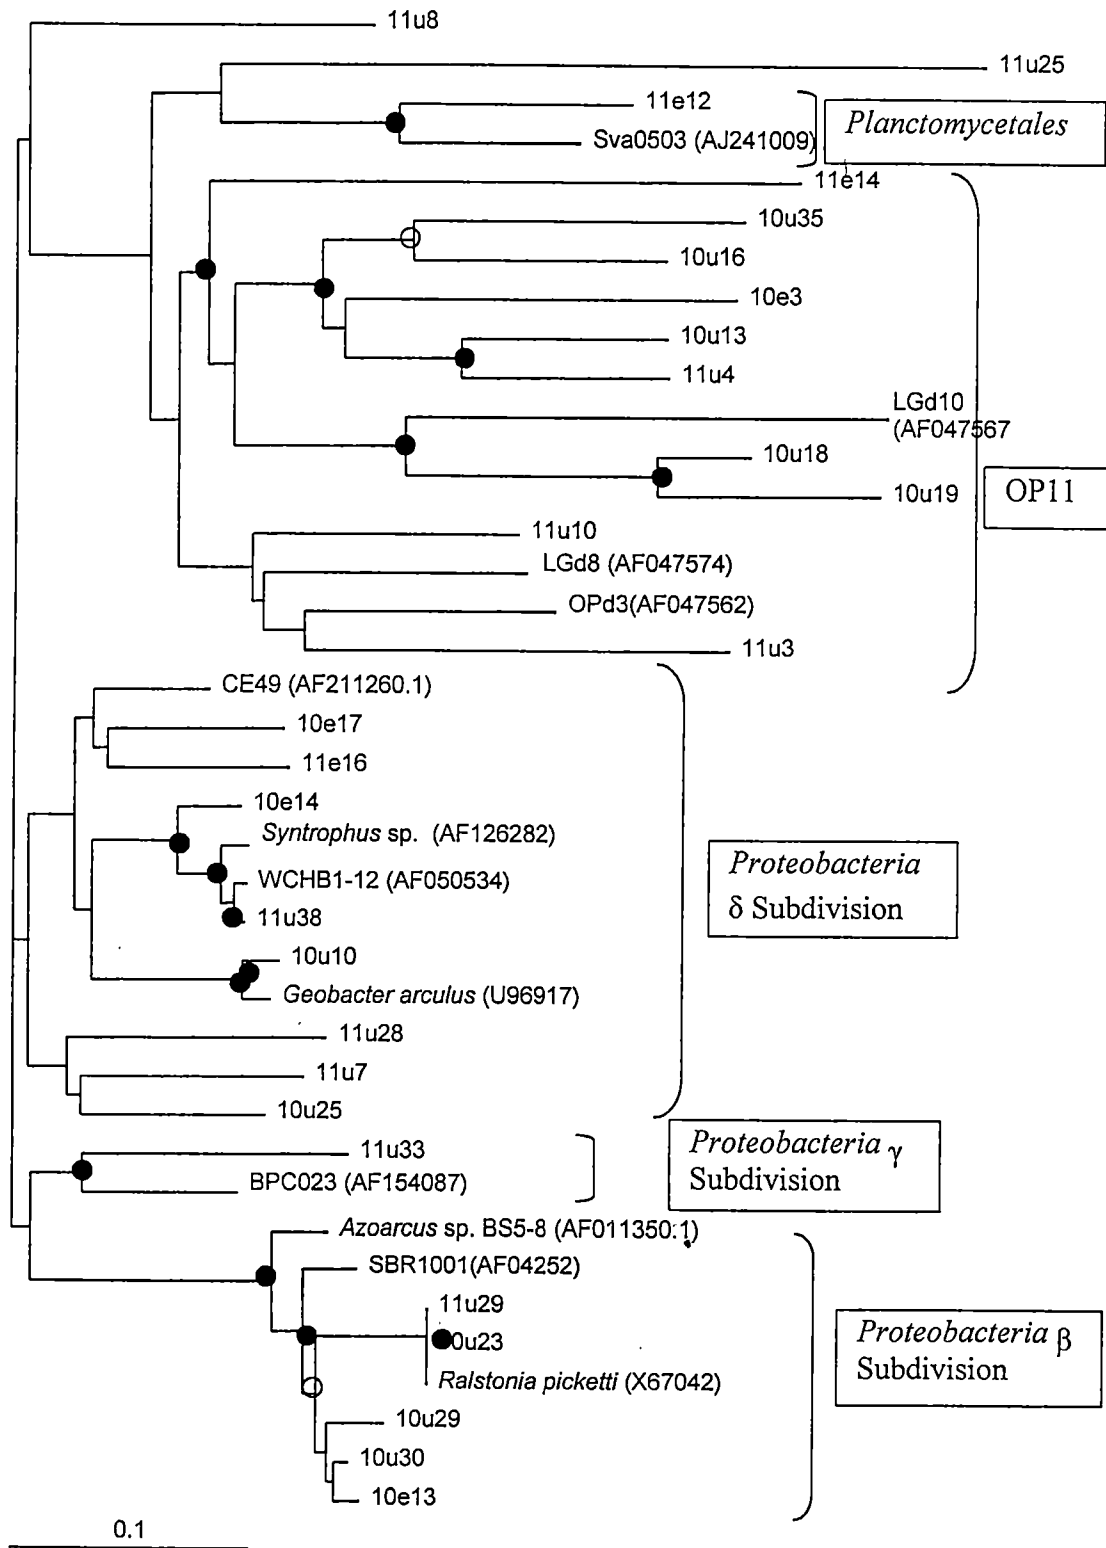 11u8
11u25
11e12
Sva0503 (AJ241009)
Planctomycetales
11e14
10u35
10u16
10e3
10u13
11u4
LGd10
(AF047567
10u18
10u19
OP11
11u10
LGd8 (AF047574)
OPd3(AF047562)
11u3
CE49 (AF211260.1)
10e17
11e16
10e14
Syntrophus sp. (AF126282)
WCHB1-12 (AF050534)
11u38
Proteobacteria
δ Subdivision
10u10
Geobacter arculus (U96917)
11u28
11u7
10u25
11u33
BPC023 (AF154087)
Proteobacteria γ
Subdivision
Azoarcus sp. BS5-8 (AF011350.1)
SBR1001(AF04252)
11u29
0u23
Ralstonia picketti (X67042)
Proteobacteria β
Subdivision
10u29
10u30
10e13
0.1